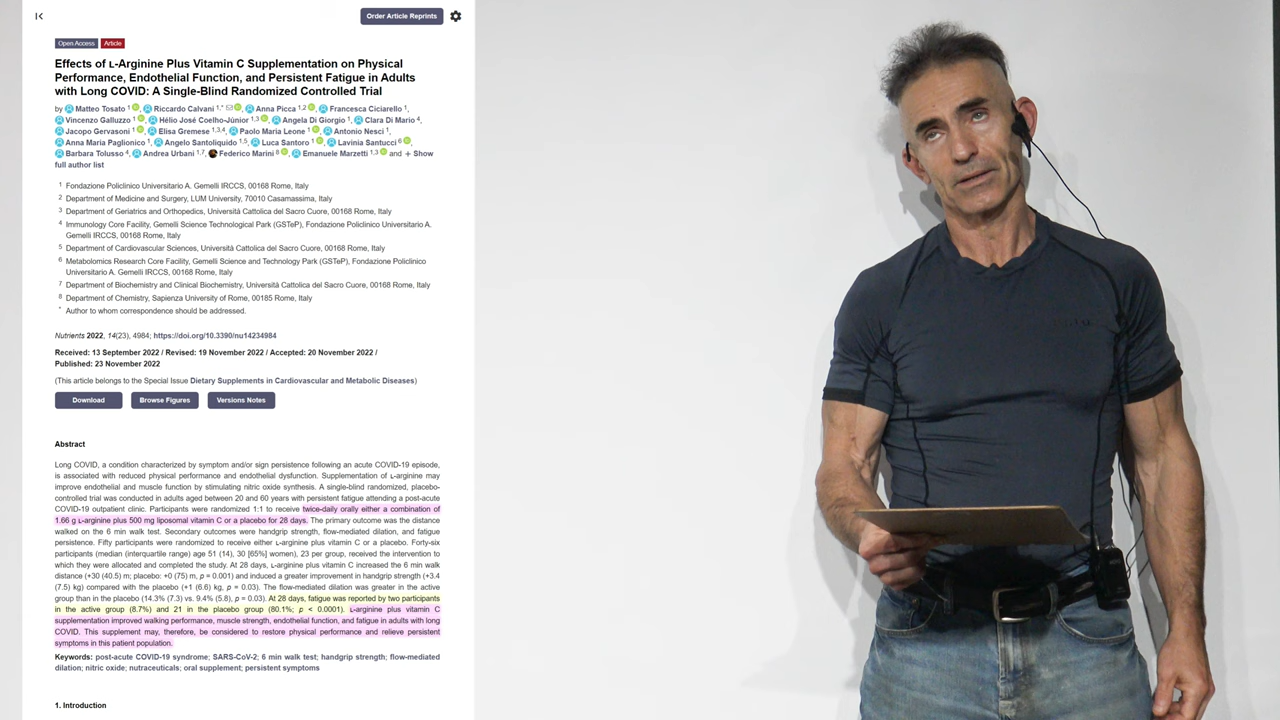 Order Article Reprints
Open Access Article
Effects of ʟ-Arginine Plus Vitamin C Supplementation on Physical
Performance, Endothelial Function, and Persistent Fatigue in Adults
with Long COVID: A Single-Blind Randomized Controlled Trial
by Matteo Tosato 1, Riccardo Calvani 1,*, Anna Picca 1,2, Francesca Ciciarello 1,
Vincenzo Galluzzo 1, Hélio José Coelho-Júnior 1,3, Angela Di Giorgio 1, Clara Di Mario 4,
Jacopo Gervasoni 1, Elisa Gremese 1,3,4, Paolo Maria Leone 1, Antonio Nesci 1,
Anna Maria Paglionico 1, Angelo Santoliquido 1,5, Luca Santoro 1, Lavinia Santucci 6
Barbara Tolusso 4, Andrea Urbani 1,7, Federico Marini 8, Emanuele Marzetti 1,3 and + Show
full author list
1 Fondazione Policlinico Universitario A. Gemelli IRCCS, 00168 Rome, Italy
2 Department of Medicine and Surgery, LUM University, 70010 Casamassima, Italy
3 Department of Geriatrics and Orthopedics, Università Cattolica del Sacro Cuore, 00168 Rome, Italy
4 Immunology Core Facility, Gemelli Science Technological Park (GSTeP), Fondazione Policlinico Universitario A.
Gemelli IRCCS, 00168 Rome, Italy
5 Department of Cardiovascular Sciences, Università Cattolica del Sacro Cuore, 00168 Rome, Italy
6 Metabolomics Research Core Facility, Gemelli Science and Technology Park (GSTeP), Fondazione Policlinico
Universitario A. Gemelli IRCCS, 00168 Rome, Italy
7 Department of Biochemistry and Clinical Biochemistry, Università Cattolica del Sacro Cuore, 00168 Rome, Italy
8 Department of Chemistry, Sapienza University of Rome, 00185 Rome, Italy
* Author to whom correspondence should be addressed.
Nutrients 2022, 14(23), 4984; https://doi.org/10.3390/nu14234984
Received: 13 September 2022 / Revised: 19 November 2022 / Accepted: 20 November 2022 /
Published: 23 November 2022
(This article belongs to the Special Issue Dietary Supplements in Cardiovascular and Metabolic Diseases)
Download Browse Figures Versions Notes
Abstract
Long COVID, a condition characterized by symptom and/or sign persistence following an acute COVID-19 episode,
is associated with reduced physical performance and endothelial dysfunction. Supplementation of ʟ-arginine may
improve endothelial and muscle function by stimulating nitric oxide synthesis. A single-blind randomized, placebo-
controlled trial was conducted in adults aged between 20 and 60 years with persistent fatigue attending a post-acute
COVID-19 outpatient clinic. Participants were randomized 1:1 to receive twice-daily orally either a combination of
1.66 g ʟ-arginine plus 500 mg liposomal vitamin C or a placebo for 28 days. The primary outcome was the distance
walked on the 6 min walk test. Secondary outcomes were handgrip strength, flow-mediated dilation, and fatigue
persistence. Fifty participants were randomized to receive either ʟ-arginine plus vitamin C or a placebo. Forty-six
participants (median (interquartile range) age 51 (14), 30 [65%] women), 23 per group, received the intervention to
which they were allocated and completed the study. At 28 days, ʟ-arginine plus vitamin C increased the 6 min walk
distance (+30 (40.5) m; placebo: +0 (75) m, p = 0.001) and induced a greater improvement in handgrip strength (+3.4
(7.5) kg) compared with the placebo (+1 (6.6) kg, p = 0.03). The flow-mediated dilation was greater in the active
group than in the placebo (14.3% (7.3) vs. 9.4% (5.8), p = 0.03). At 28 days, fatigue was reported by two participants
in the active group (8.7%) and 21 in the placebo group (80.1%; p < 0.0001). ʟ-arginine plus vitamin C
supplementation improved walking performance, muscle strength, endothelial function, and fatigue in adults with long
COVID. This supplement may, therefore, be considered to restore physical performance and relieve persistent
symptoms in this patient population.
Keywords: post-acute COVID-19 syndrome; SARS-CoV-2; 6 min walk test; handgrip strength; flow-mediated
dilation; nitric oxide; nutraceuticals; oral supplement; persistent symptoms
1. Introduction